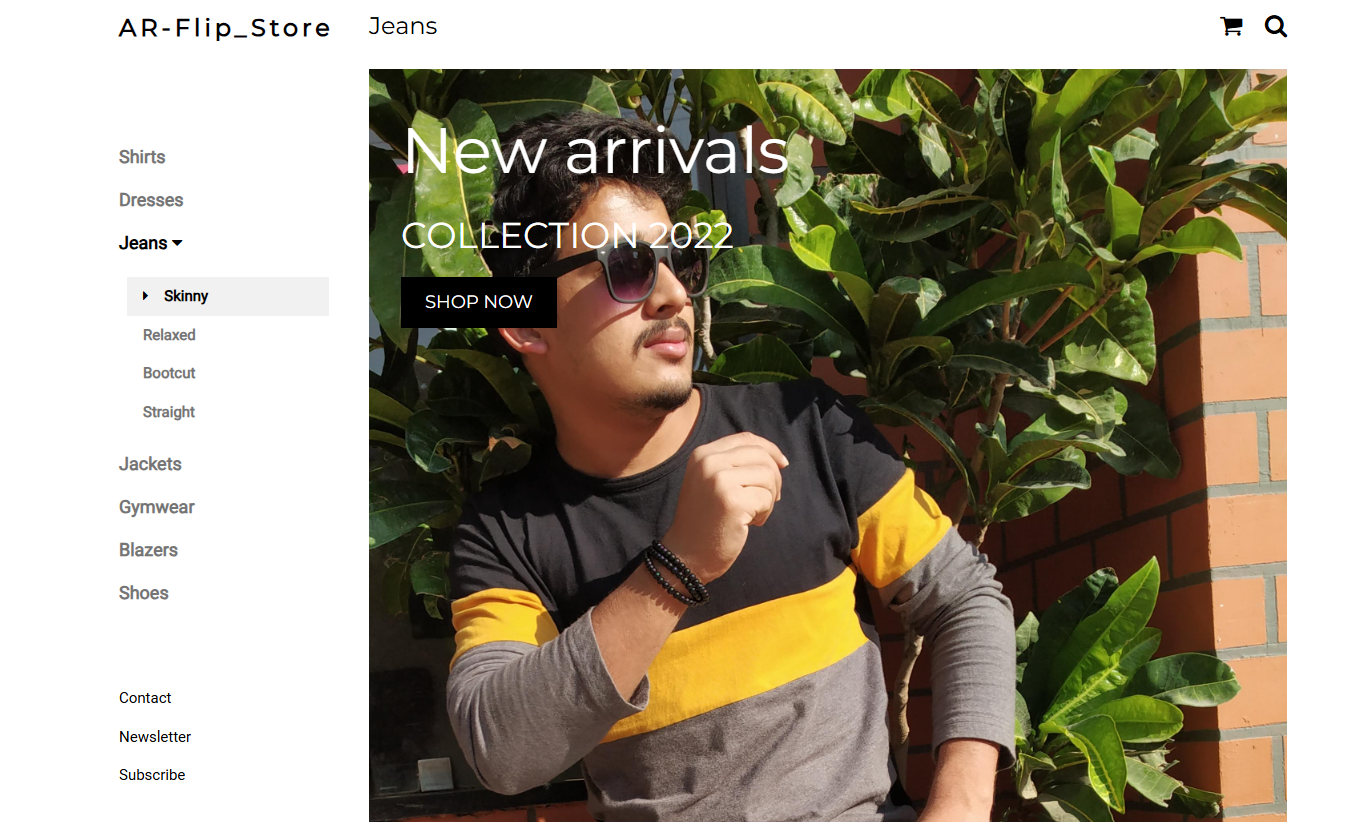 AR-Flip_Store
Jeans
Shirts
Dresses
Jeans
Skinny
Relaxed
Bootcut
Straight
Jackets
Gymwear
Blazers
Shoes
Contact
Newsletter
Subscribe
New arrivals
COLLECTION 2022
SHOP NOW